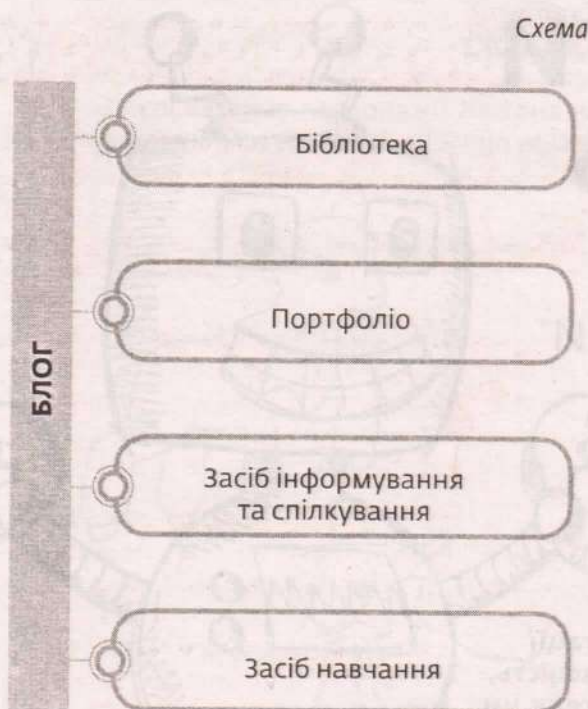 Схема
БЛОГ
Бібліотека
Портфоліо
Засіб інформування
та спілкування
Засіб навчання